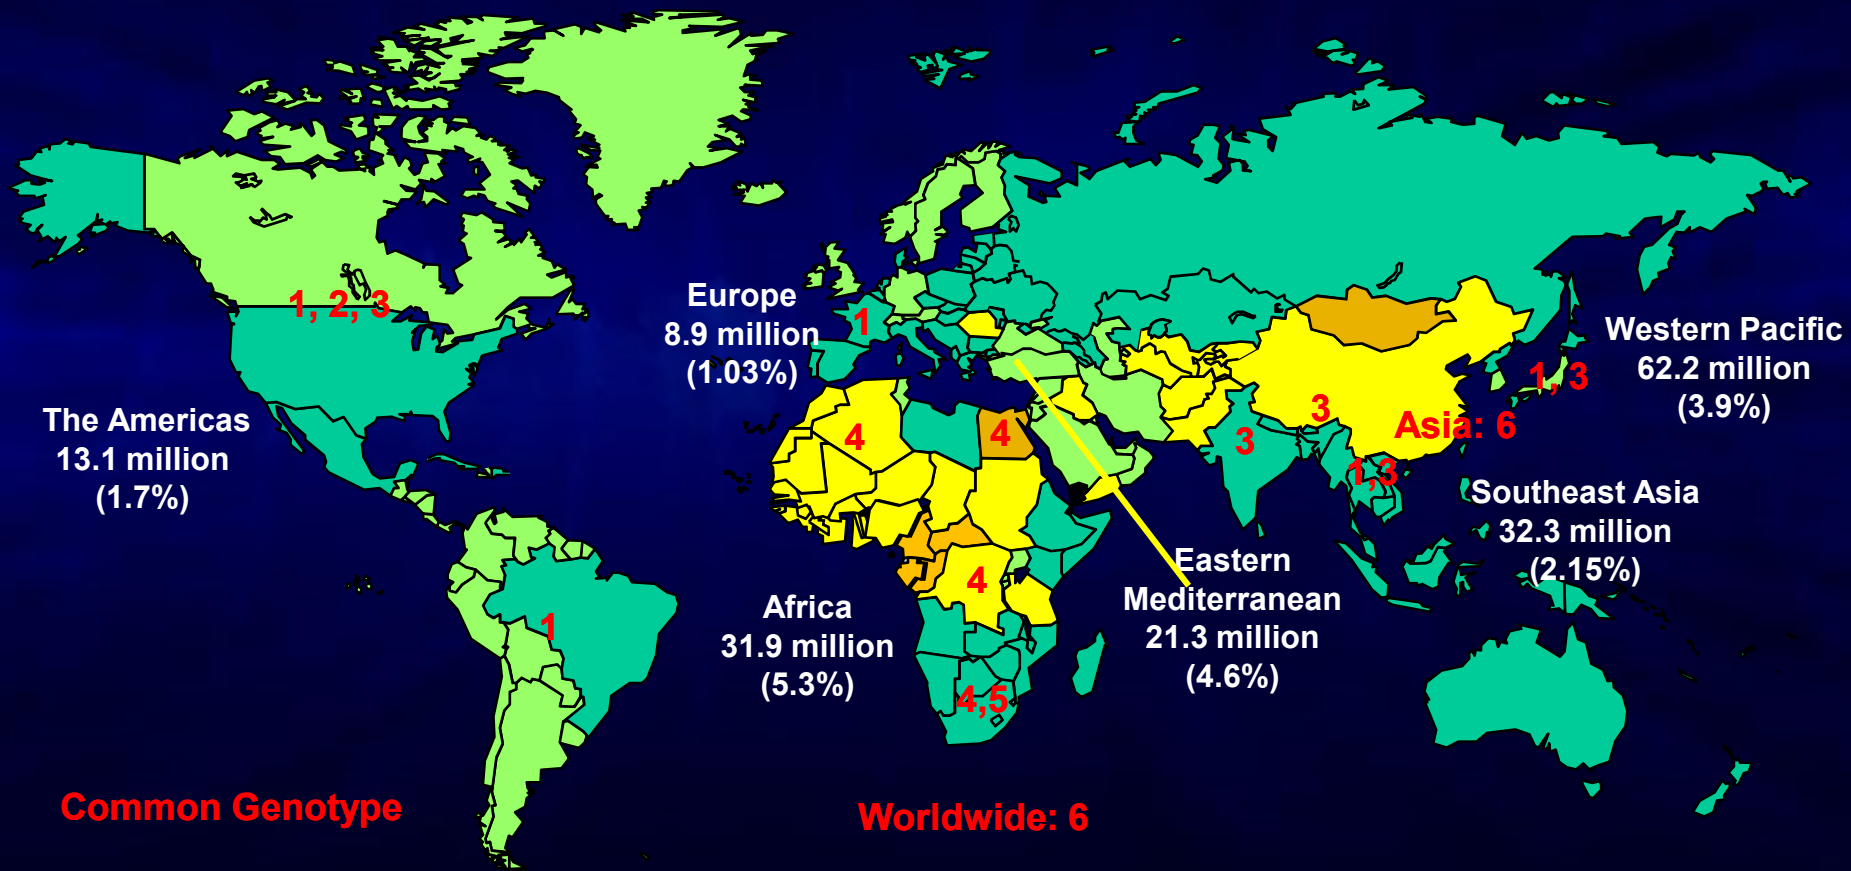 1, 2, 3
The Americas
13.1 million
(1.7%)
1
Europe
8.9 million
(1.03%)
1
4
4
4
4,5
Africa
31.9 million
(5.3%)
Eastern
Mediterranean
21.3 million
(4.6%)
3
3
Asia: 6
1,3
1, 3
Western Pacific
62.2 million
(3.9%)
Southeast Asia
32.3 million
(2.15%)
Common Genotype
Worldwide: 6